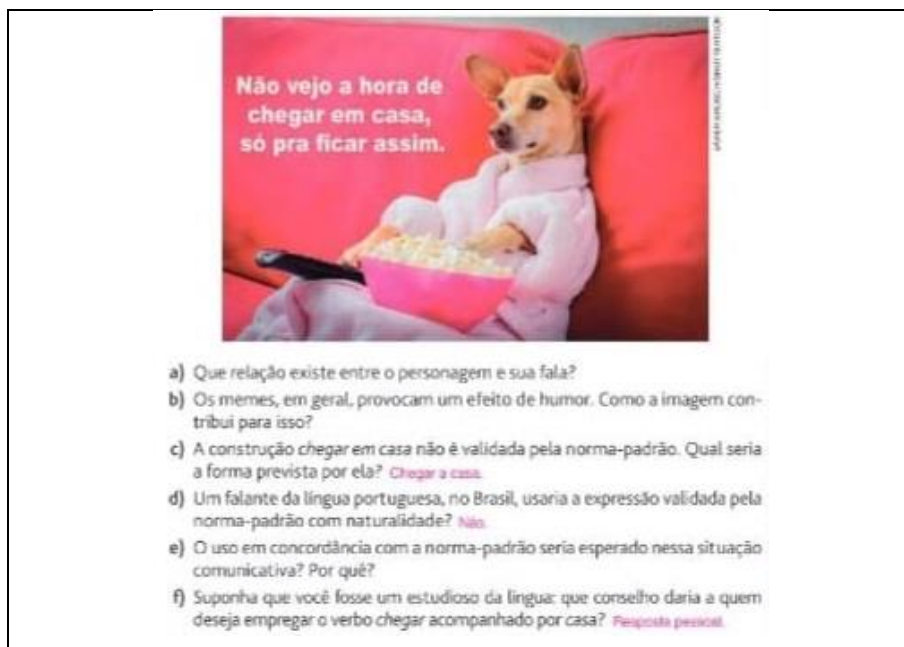 Não vejo a hora de
chegar em casa,
só pra ficar assim.
a) Que relação existe entre o personagem e sua fala?
b) Os memes, em geral, provocam um efeito de humor. Como a imagem con-
tribui para isso?
c) A construção chegar em casa não é validada pela norma-padrão. Qual seria
a forma prevista por ela? Chegar a casa.
d) Um falante da língua portuguesa, no Brasil, usaria a expressão validada pela
norma-padrão com naturalidade? Não.
e) O uso em concordância com a norma-padrão seria esperado nessa situação
comunicativa? Por quê?
f) Suponha que você fosse um estudioso da língua: que conselho daria a quem
deseja empregar o verbo chegar acompanhado por casa? Resposta pessoal.